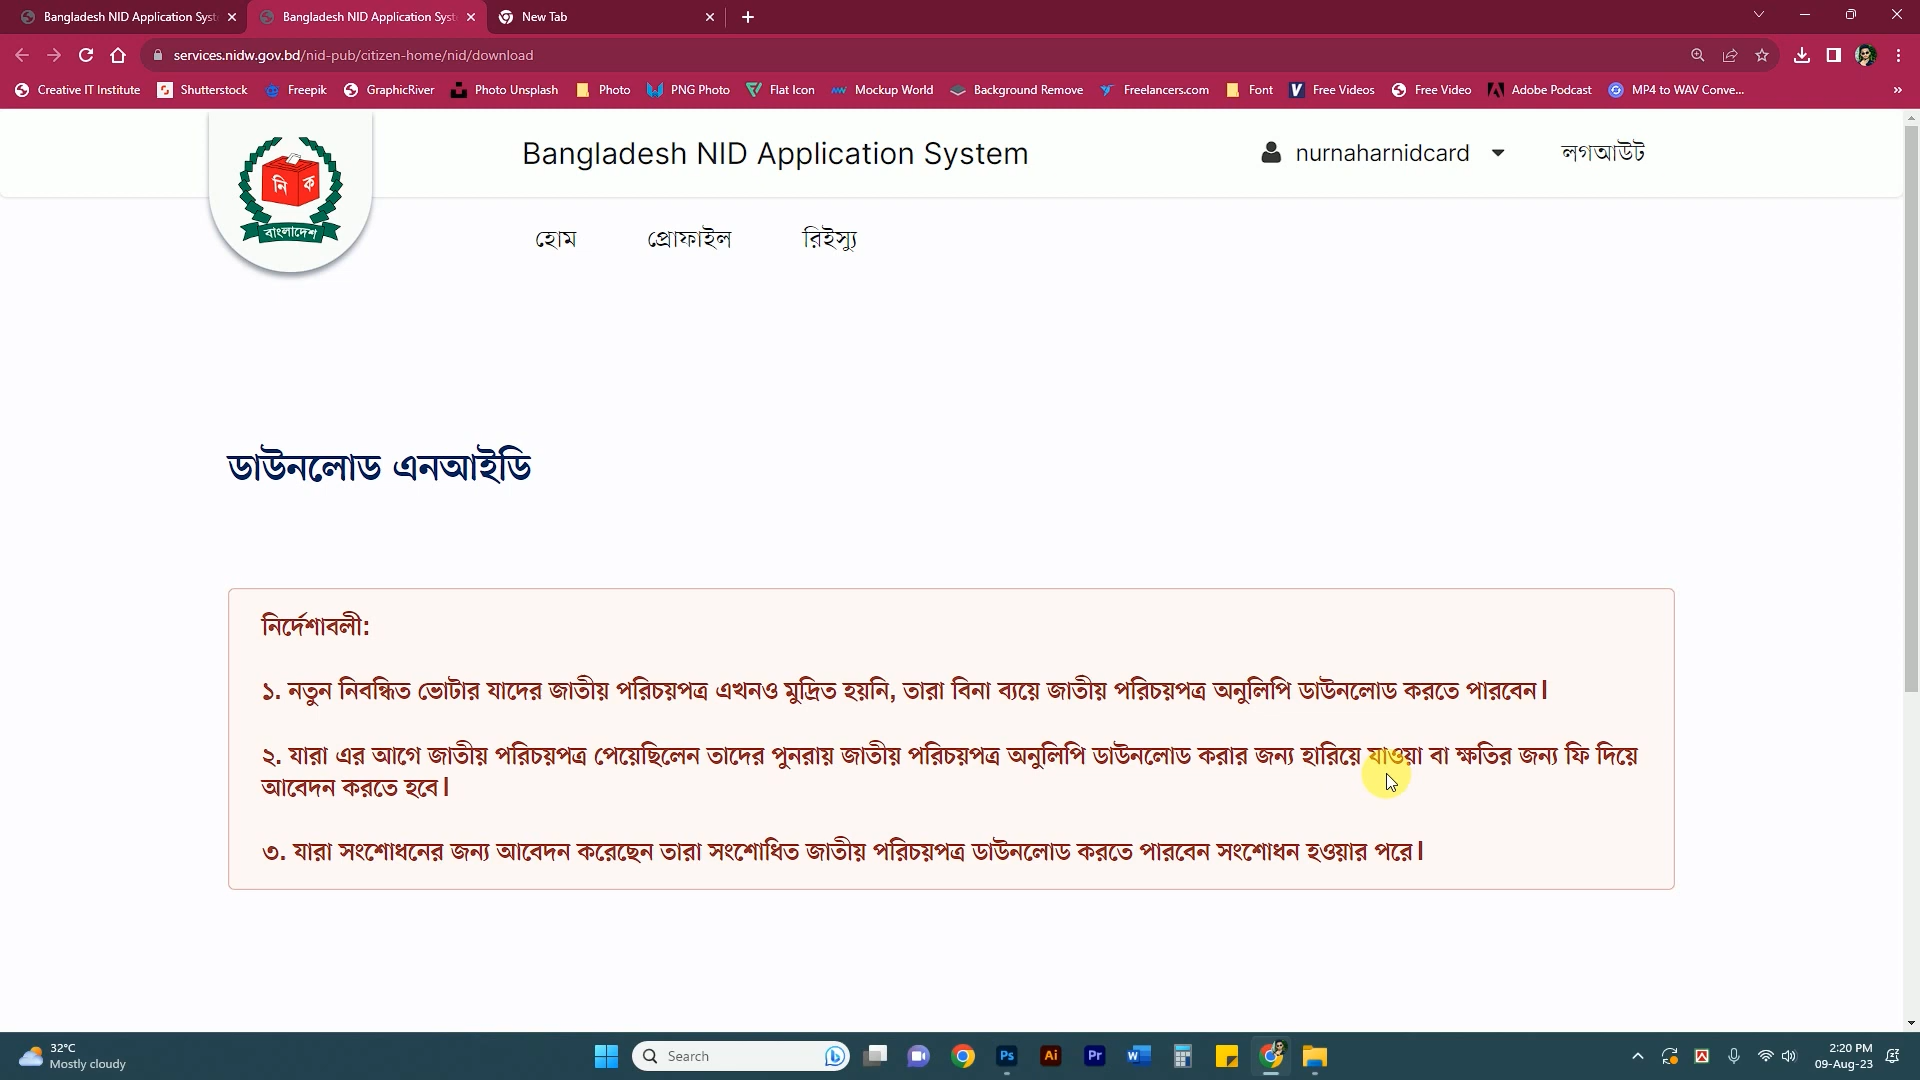 Bangladesh NID Application Syst
Bangladesh NID Application Syst
New Tab
services.nidw.gov.bd/nid-pub/citizen-home/nid/download
Creative IT Institute
Shutterstock
Freepik
GraphicRiver
Photo Unsplash
Photo
PNG Photo
Flat Icon
Mockup World
Background Remove
Freelancers.com
Font
Free Videos
Free Video
Adobe Podcast
MP4 to WAV Conve...
»
নি ক
বাংলাদেশ
Bangladesh NID Application System
nurnaharnidcard
লগআউট
হোম
প্রোফাইল
রিইস্যু
ডাউনলোড এনআইডি
নির্দেশাবলী:
১. নতুন নিবন্ধিত ভোটার যাদের জাতীয় পরিচয়পত্র এখনও মুদ্রিত হয়নি, তারা বিনা ব্যয়ে জাতীয় পরিচয়পত্র অনুলিপি ডাউনলোড করতে পারবেন।
২. যারা এর আগে জাতীয় পরিচয়পত্র পেয়েছিলেন তাদের পুনরায় জাতীয় পরিচয়পত্র অনুলিপি ডাউনলোড করার জন্য হারিয়ে যাওয়া বা ক্ষতির জন্য ফি দিয়ে
আবেদন করতে হবে।
৩. যারা সংশোধনের জন্য আবেদন করেছেন তারা সংশোধিত জাতীয় পরিচয়পত্র ডাউনলোড করতে পারবেন সংশোধন হওয়ার পরে।
32°C
Mostly cloudy
Search
Ps
Ai
Pr
W
2:20 PM
09-Aug-23